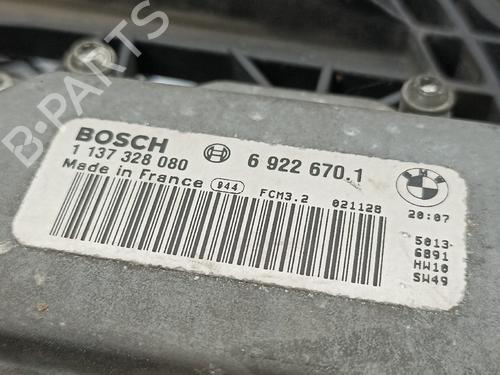 B-PARTS
BOSCH
1 137 328 080
6 922 670.1
Made in France
944
FCM3.2
021128
20:07
5013
6891
HW10
SW49
BMW